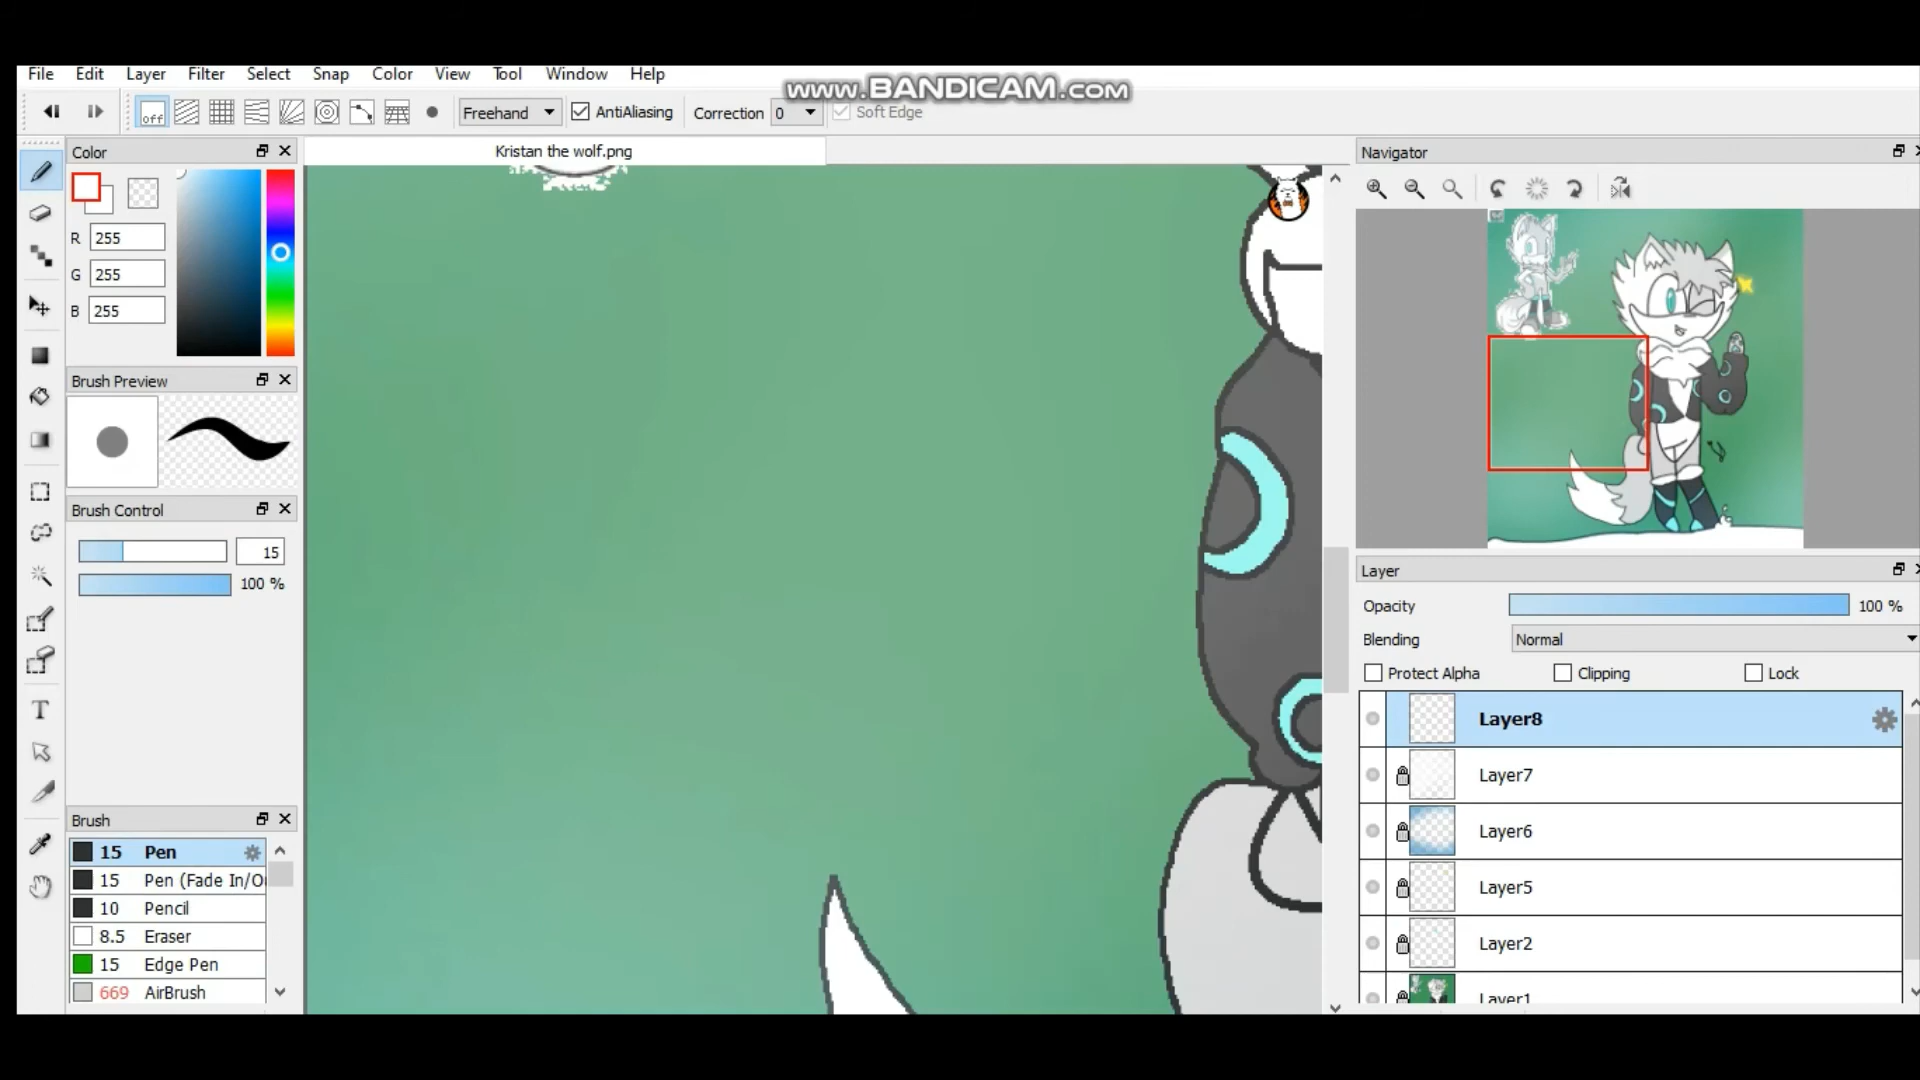 File Edit Layer Filter Select Snap Color View Tool Window Help
www.BANDICAM.com
off Freehand AntiAliasing Correction 0 Soft Edge
Color
Kristan the wolf.png
Navigator
R 255
G 255
B 255
Brush Preview
Brush Control
15
100 %
Brush
15 Pen
15 Pen (Fade In/O
10 Pencil
8.5 Eraser
15 Edge Pen
669 AirBrush
Layer
Opacity 100 %
Blending Normal
Protect Alpha Clipping Lock
Layer8
Layer7
Layer6
Layer5
Layer2
Layer1